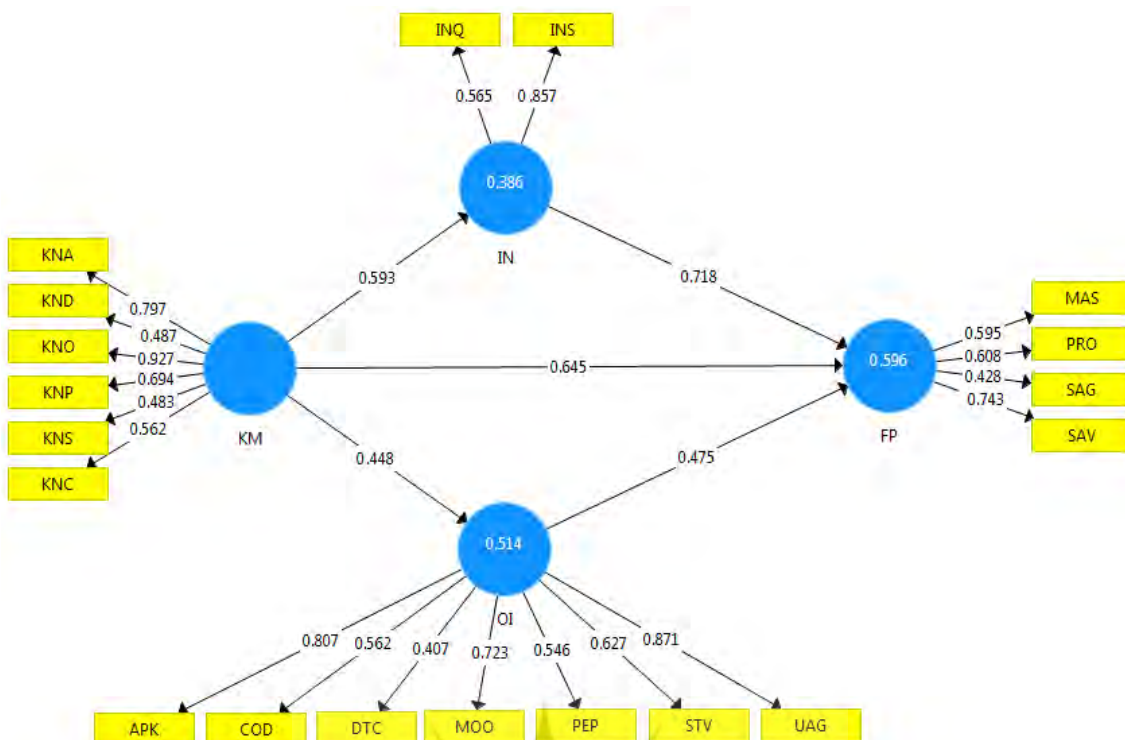 INQ INS
0.565 0.857
0.386
IN
KNA
KND
KNO
KNP
KNS
KNC
0.797
0.487
0.927
0.694
0.483
0.562
KM
0.593
0.718
0.645
0.448
0.475
0.596
FP
0.595
0.608
0.428
0.743
MAS
PRO
SAG
SAV
0.514
OI
0.807 0.562 0.407 0.723 0.546 0.627 0.871
APK COD DTC MOO PEP STV UAG